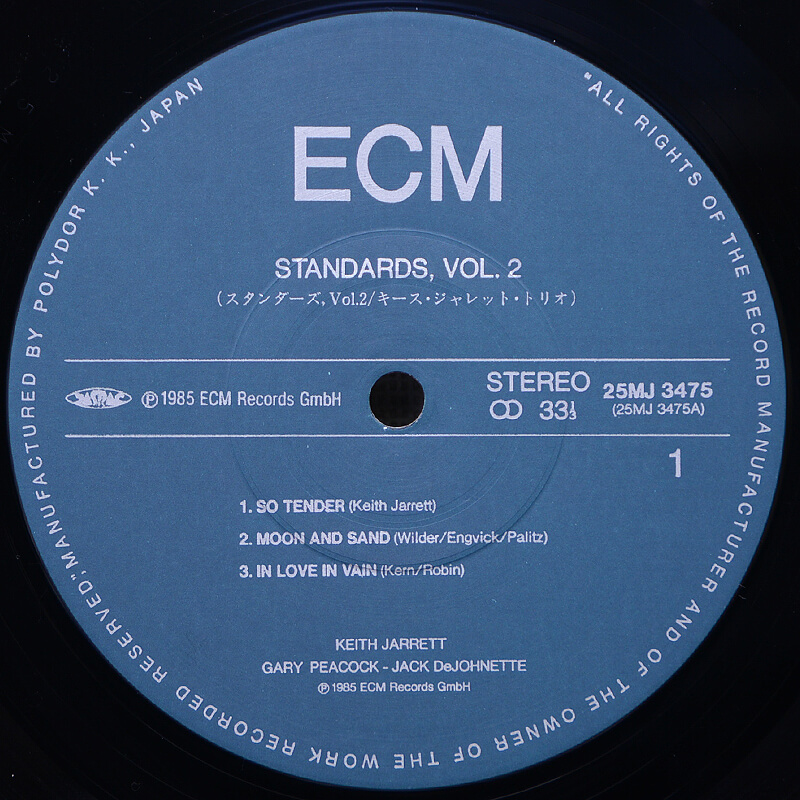 ECM
STANDARDS, VOL. 2
(スタンダーズ, Vol.2/キース・ジャレット・トリオ)
JASRAC
℗1985 ECM Records GmbH
STEREO
33⅓
25MJ 3475
(25MJ 3475A)
1
1. SO TENDER (Keith Jarrett)
2. MOON AND SAND (Wilder/Engvick/Palitz)
3. IN LOVE IN VAIN (Kern/Robin)
KEITH JARRETT
GARY PEACOCK - JACK DeJOHNETTE
℗1985 ECM Records GmbH
"ALL RIGHTS OF THE RECORD MANUFACTURER AND OF THE OWNER OF THE WORK RECORDED RESERVED," MANUFACTURED BY POLYDOR K. K., JAPAN